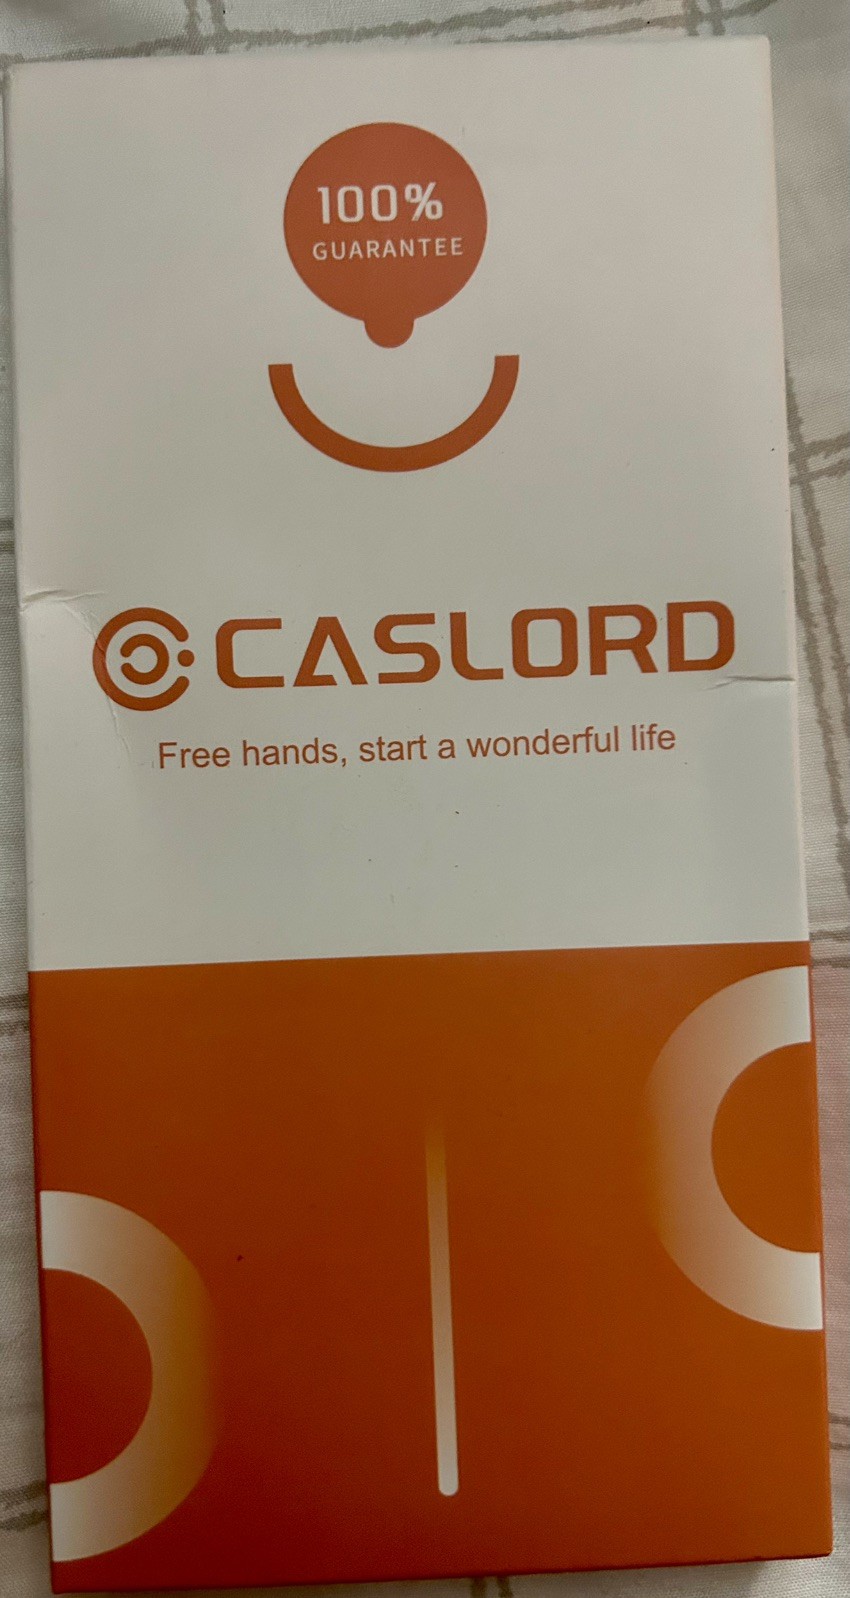 100%
GUARANTEE
CASLORD
Free hands, start a wonderful life